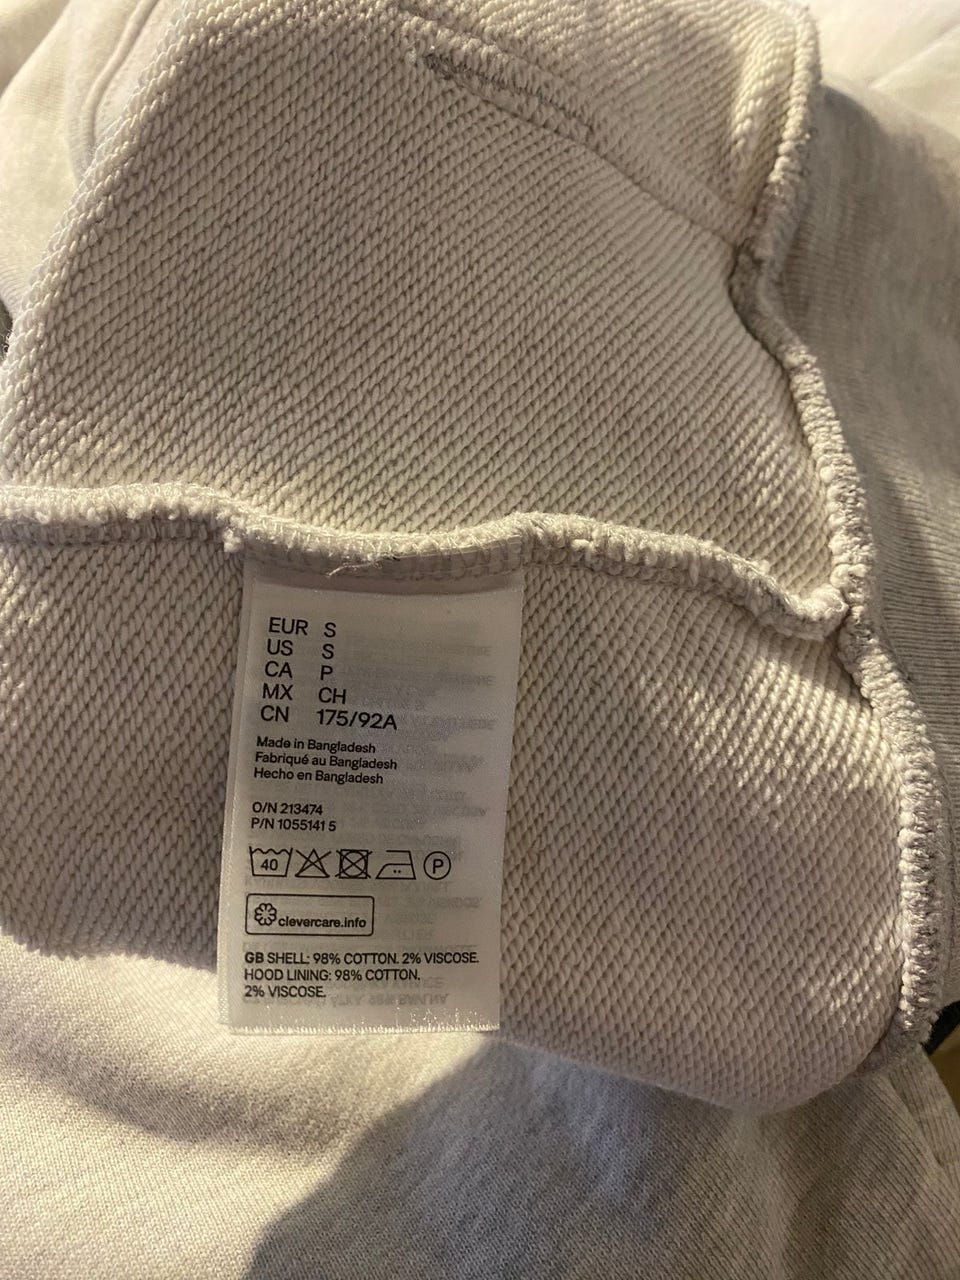 EUR S
US S
CA P
MX CH
CN 175/92A
Made in Bangladesh
Fabriqué au Bangladesh
Hecho en Bangladesh
O/N 213474
P/N 1055141 5
40 P
clevercare.info
GB SHELL: 98% COTTON. 2% VISCOSE.
HOOD LINING: 98% COTTON.
2% VISCOSE.